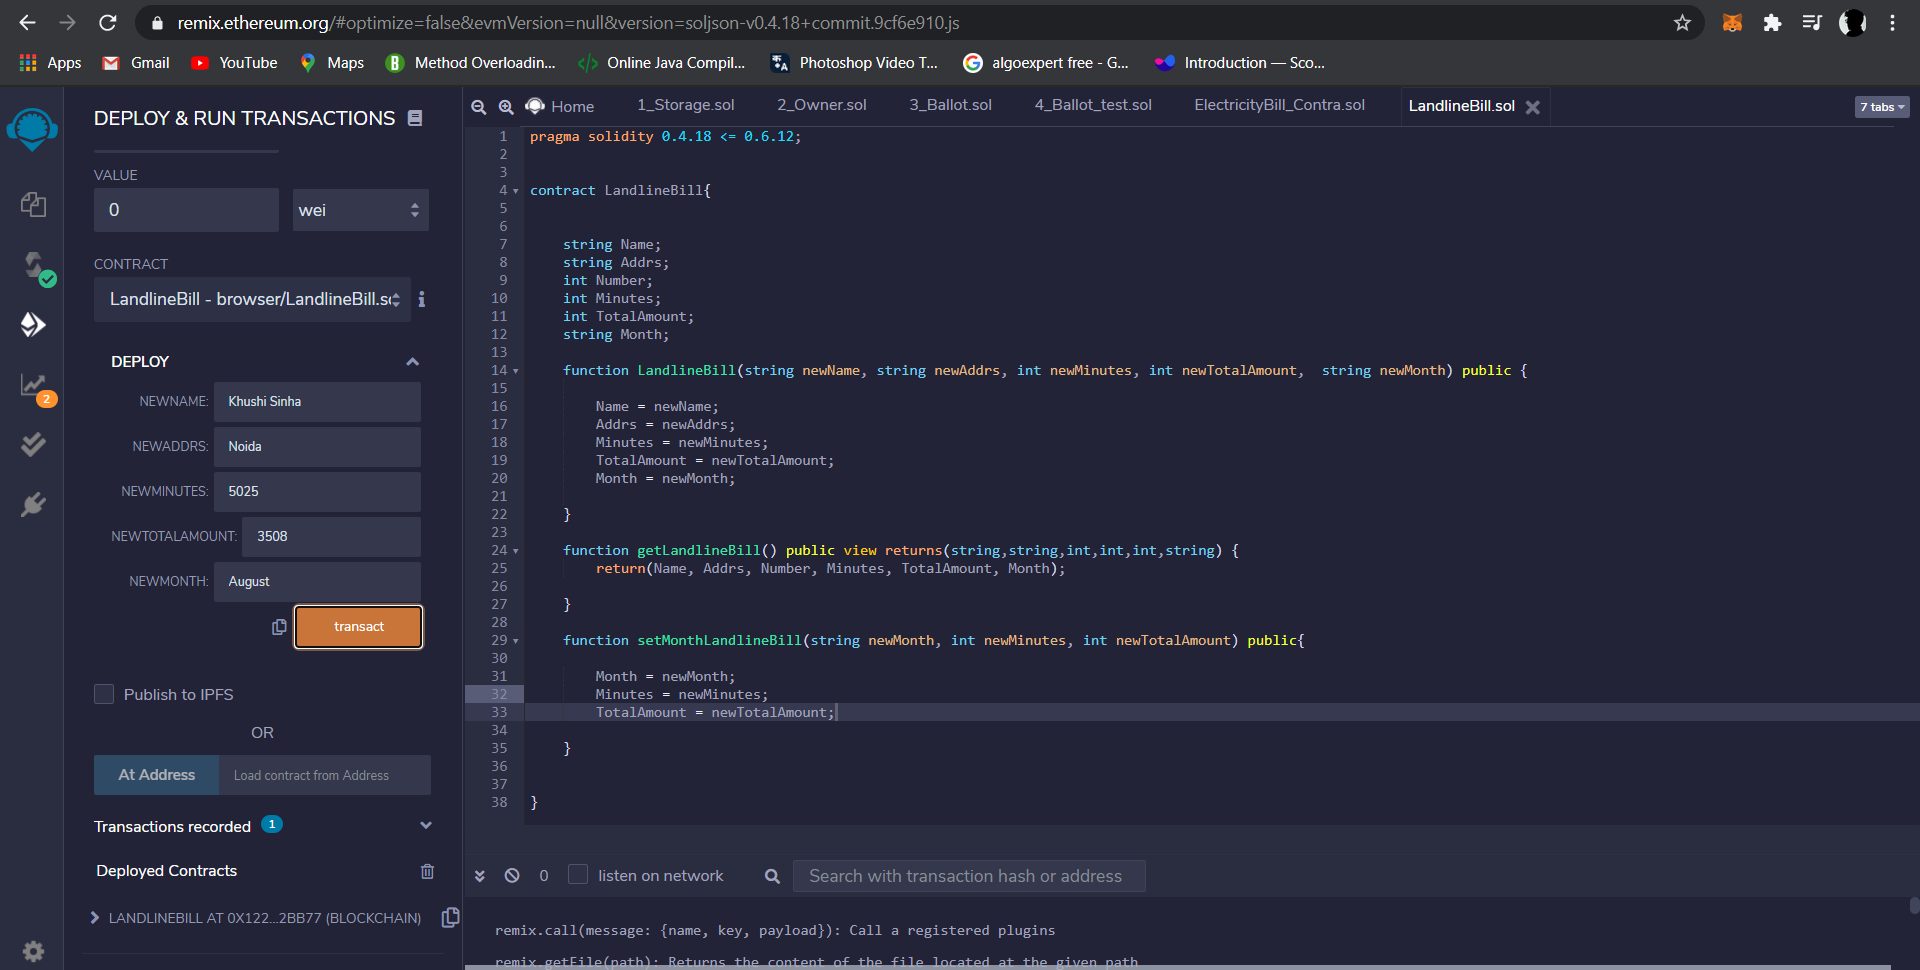 remix.ethereum.org/#optimize=false&evmVersion=null&version=soljson-v0.4.18+commit.9cf6e910.js
Apps Gmail YouTube Maps Method Overloadin... Online Java Compil... Photoshop Video T... algoexpert free - G... Introduction — Sco...
DEPLOY & RUN TRANSACTIONS
VALUE
0 wei
CONTRACT
LandlineBill - browser/LandlineBill.s
DEPLOY
NEWNAME: Khushi Sinha
NEWADDRS: Noida
NEWMINUTES: 5025
NEWTOTALAMOUNT: 3508
NEWMONTH: August
transact
Publish to IPFS
OR
At Address Load contract from Address
Transactions recorded 1
Deployed Contracts
LANDLINEBILL AT 0X122...2BB77 (BLOCKCHAIN)
2
Home 1_Storage.sol 2_Owner.sol 3_Ballot.sol 4_Ballot_test.sol ElectricityBill_Contra.sol LandlineBill.sol 7 tabs
1 pragma solidity 0.4.18 <= 0.6.12;
2
3
4 contract LandlineBill{
5
6
7 string Name;
8 string Addrs;
9 int Number;
10 int Minutes;
11 int TotalAmount;
12 string Month;
13
14 function LandlineBill(string newName, string newAddrs, int newMinutes, int newTotalAmount,  string newMonth) public {
15
16 Name = newName;
17 Addrs = newAddrs;
18 Minutes = newMinutes;
19 TotalAmount = newTotalAmount;
20 Month = newMonth;
21
22 }
23
24 function getLandlineBill() public view returns(string,string,int,int,int,string) {
25 return(Name, Addrs, Number, Minutes, TotalAmount, Month);
26
27 }
28
29 function setMonthLandlineBill(string newMonth, int newMinutes, int newTotalAmount) public{
30
31 Month = newMonth;
32 Minutes = newMinutes;
33 TotalAmount = newTotalAmount;
34
35 }
36
37
38 }
0 listen on network Search with transaction hash or address
remix.call(message: {name, key, payload}): Call a registered plugins
remix.getFile(path): Returns the content of the file located at the given path